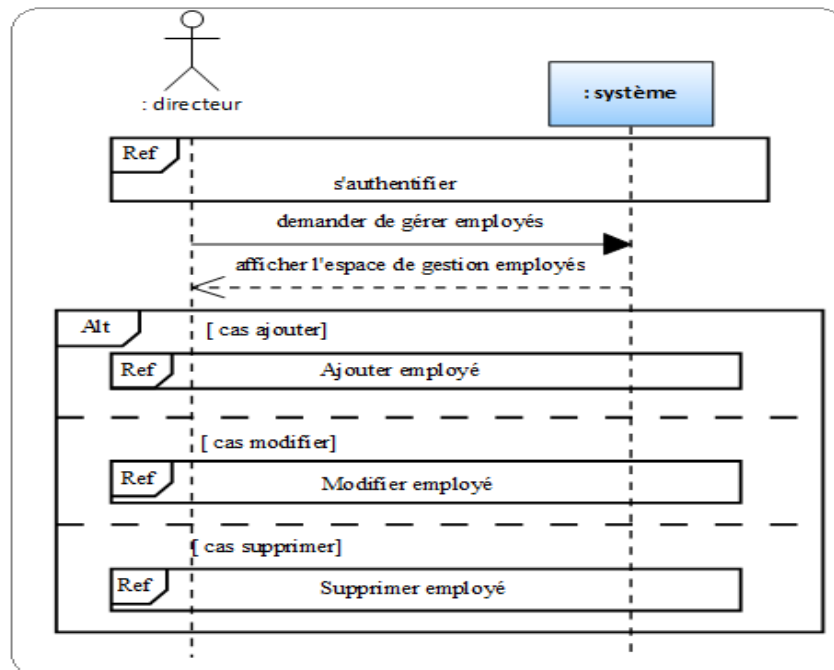 : directeur
: système
Ref
s'authentifier
demander de gérer employés
afficher l'espace de gestion employés
Alt
[ cas ajouter]
Ref
Ajouter employé
[ cas modifier]
Ref
Modifier employé
[ cas supprimer]
Ref
Supprimer employé